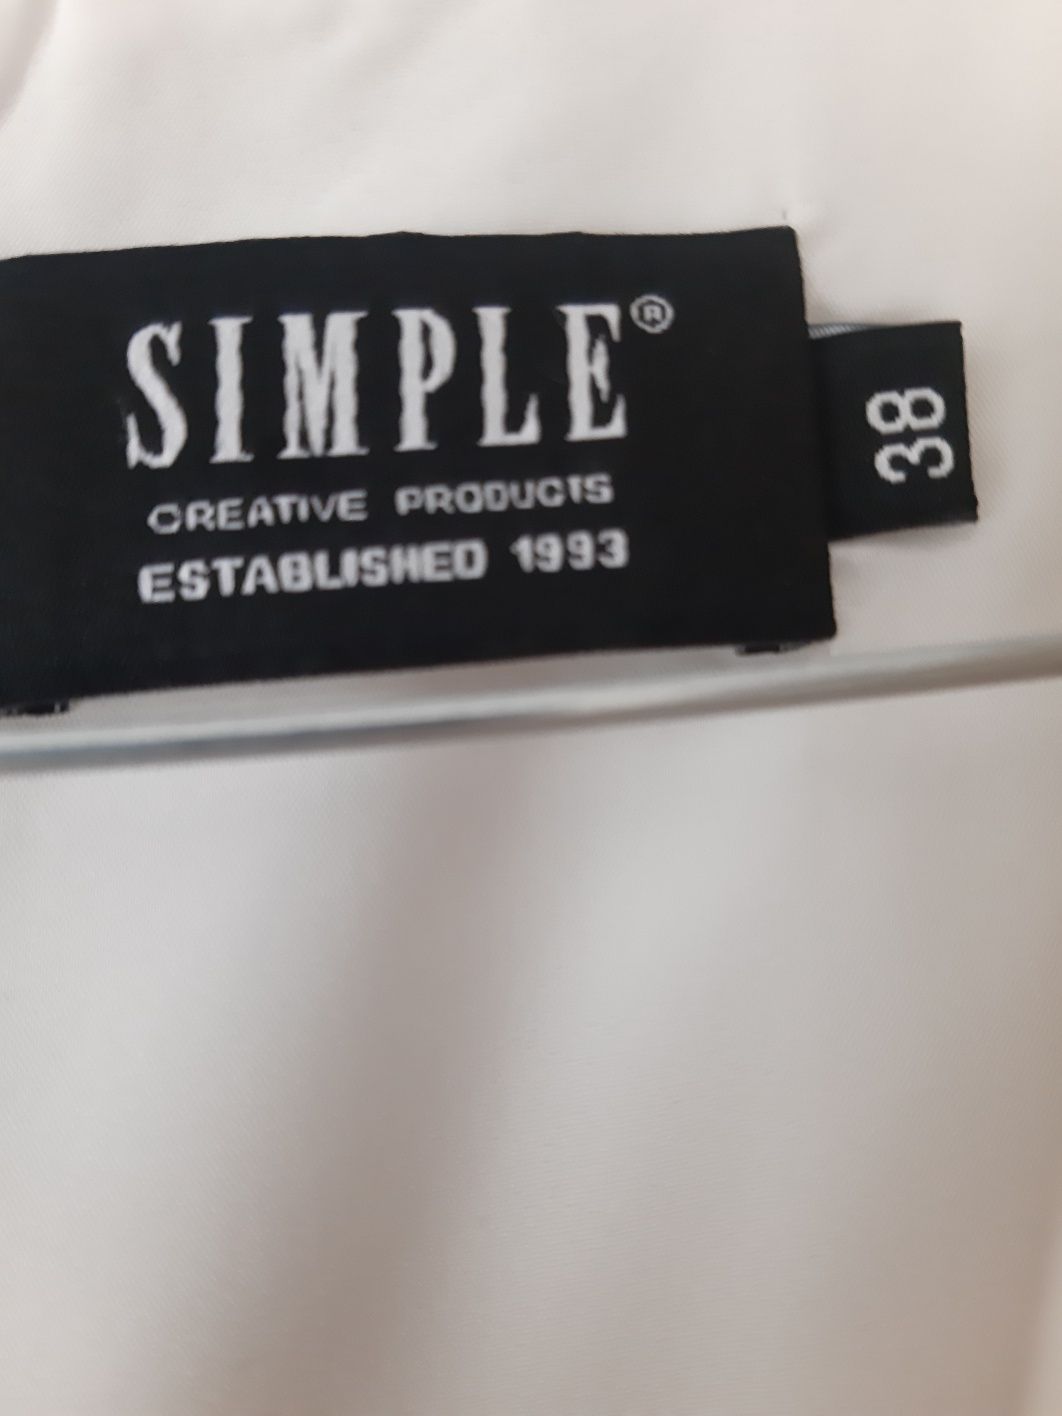 SIMPLE®
CREATIVE PRODUCTS
ESTABLISHED 1993
38